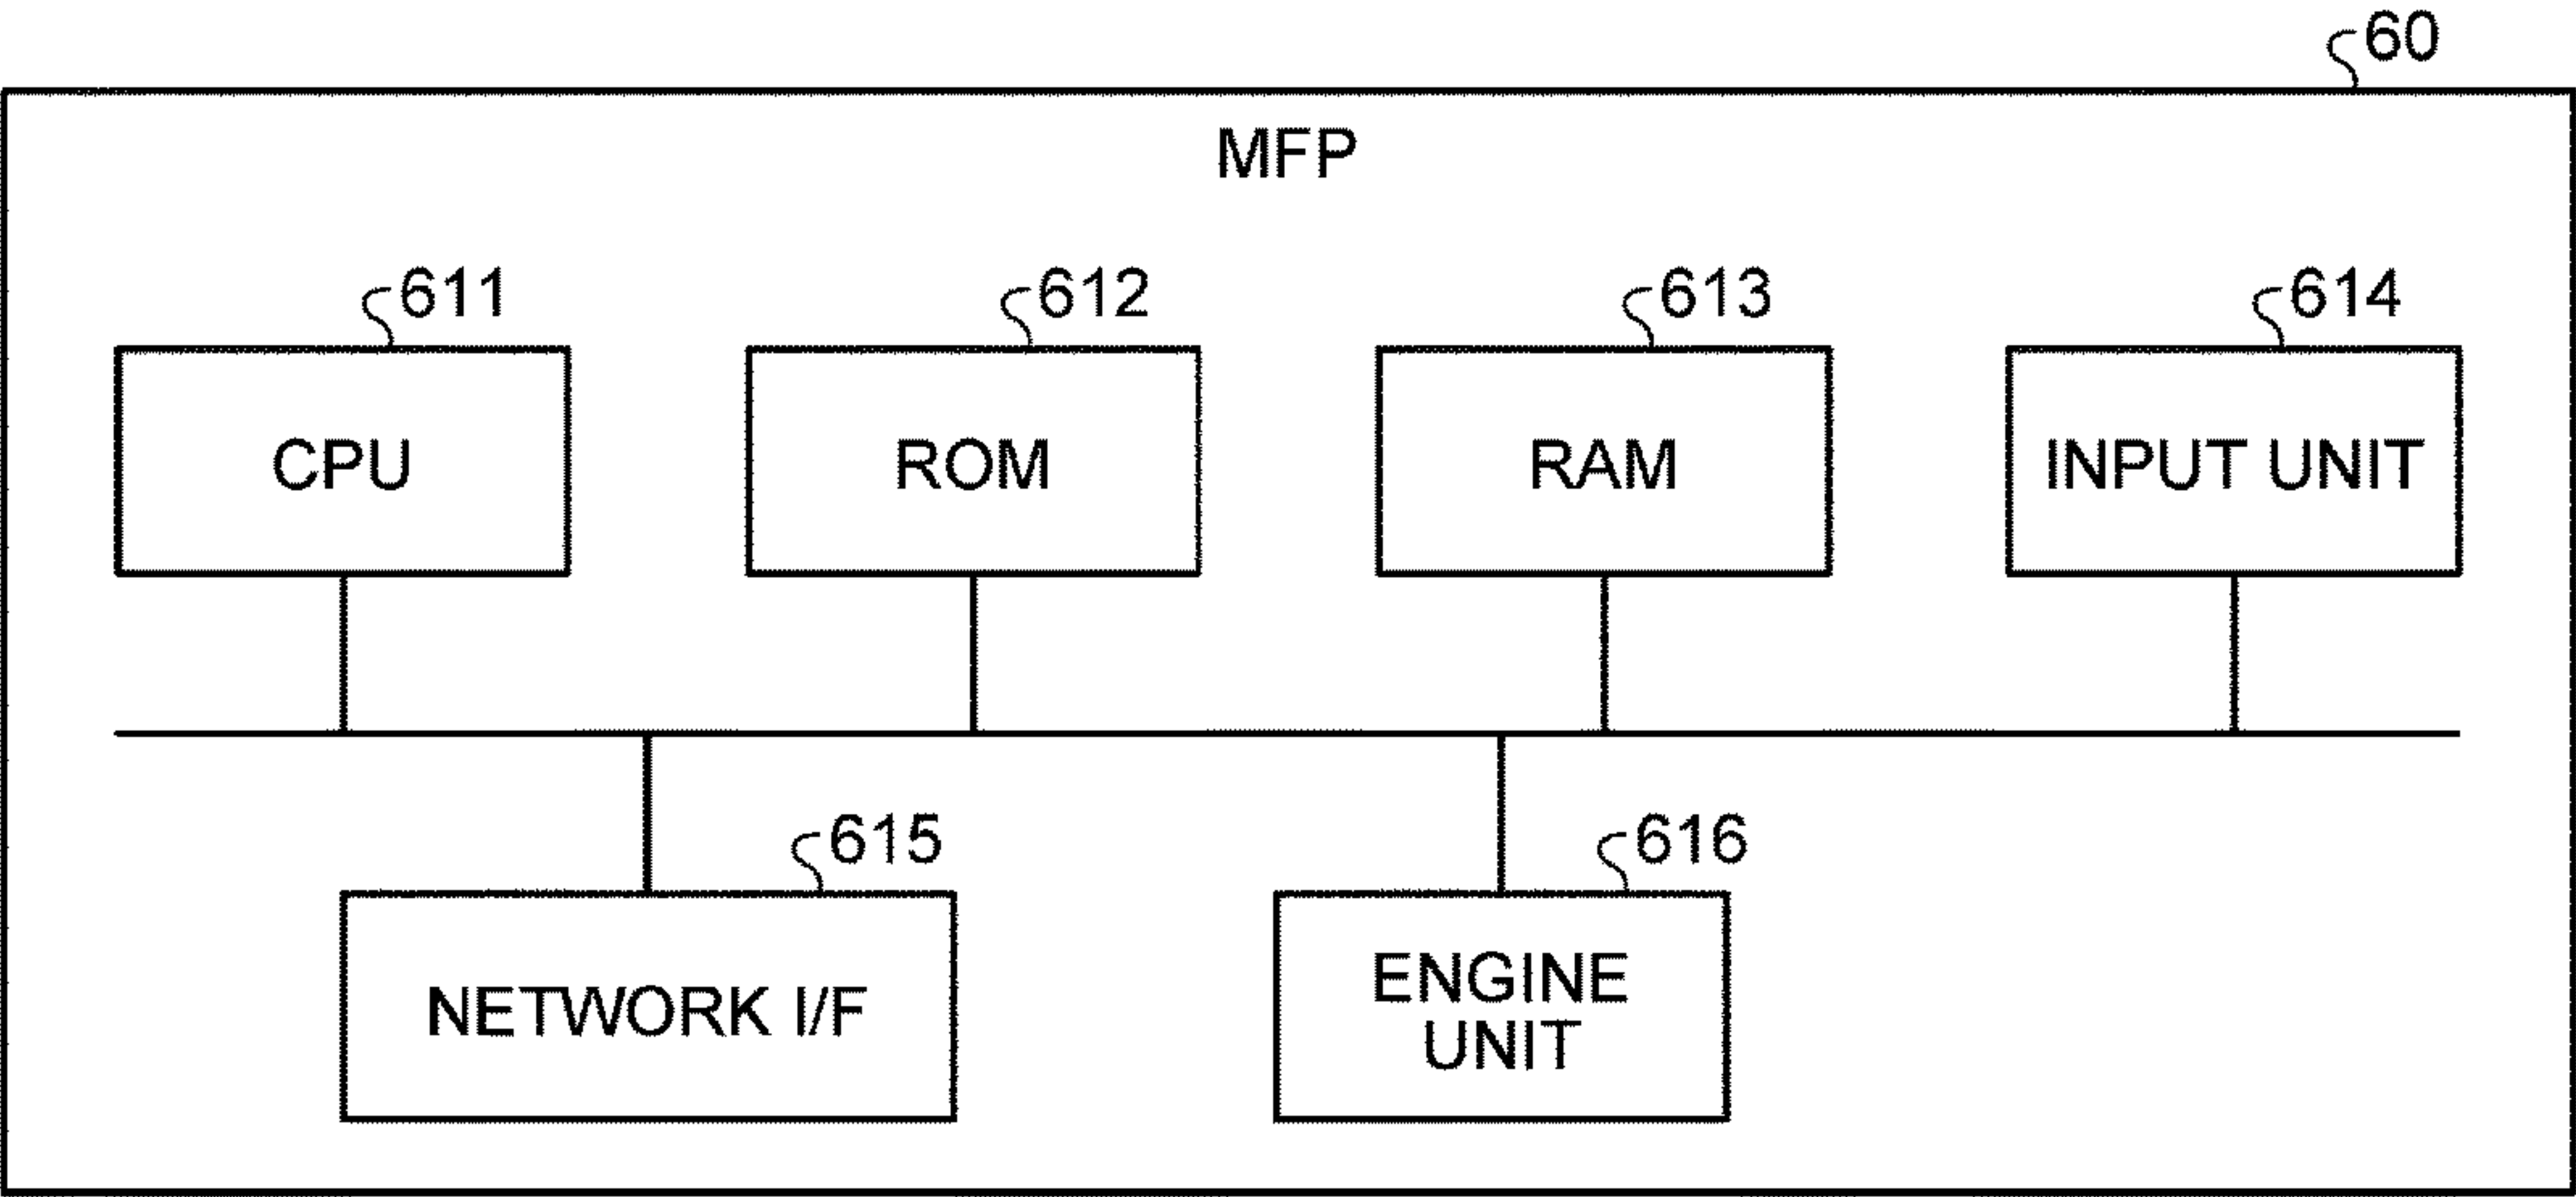 60
MFP
611
612
613
614
CPU
ROM
RAM
INPUT UNIT
615
616
NETWORK I/F
ENGINE
UNIT